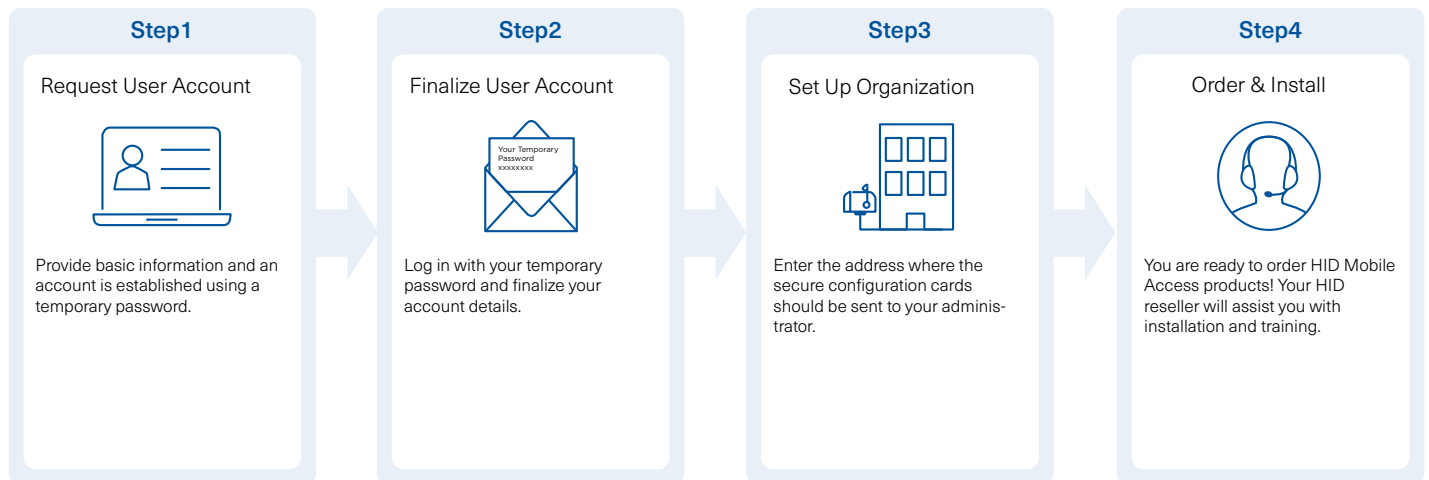 Step1
Request User Account
Provide basic information and an
account is established using a
temporary password.
Step2
Finalize User Account
Your Temporary
Password
xxxxxxxx
Log in with your temporary
password and finalize your
account details.
Step3
Set Up Organization
Enter the address where the
secure configuration cards
should be sent to your adminis-
trator.
Step4
Order & Install
You are ready to order HID Mobile
Access products! Your HID
reseller will assist you with
installation and training.